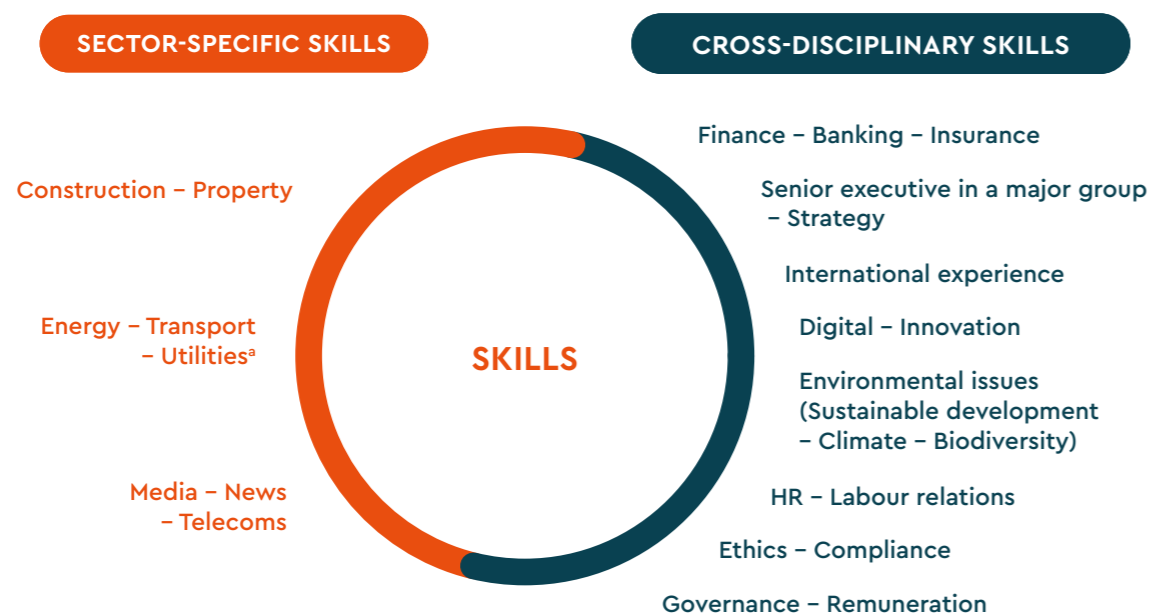 SECTOR-SPECIFIC SKILLS
Construction – Property
Energy – Transport
– Utilitiesᵃ
Media – News
– Telecoms
SKILLS
CROSS-DISCIPLINARY SKILLS
Finance – Banking – Insurance
Senior executive in a major group
– Strategy
International experience
Digital – Innovation
Environmental issues
(Sustainable development
– Climate – Biodiversity)
HR – Labour relations
Ethics – Compliance
Governance – Remuneration